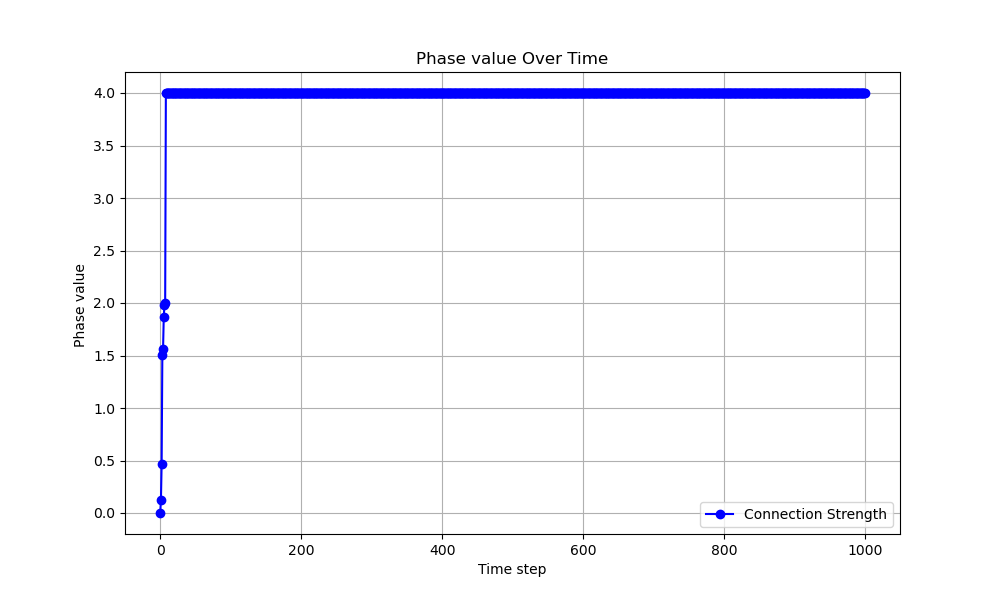 Phase value Over Time
Phase value
4.0
3.5
3.0
2.5
2.0
1.5
1.0
0.5
0.0
Connection Strength
0 200 400 600 800 1000
Time step